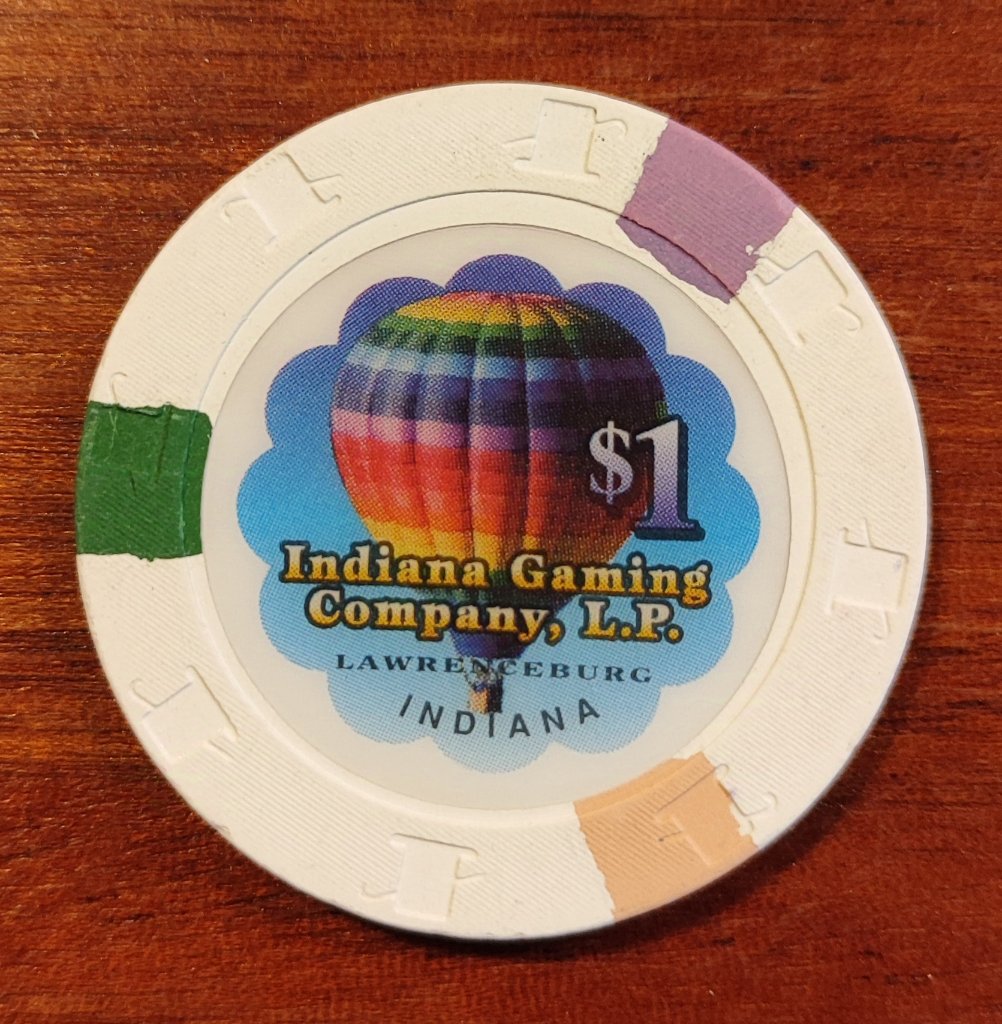 $1
Indiana Gaming
Company, L.P.
LAWRENCEBURG
INDIANA